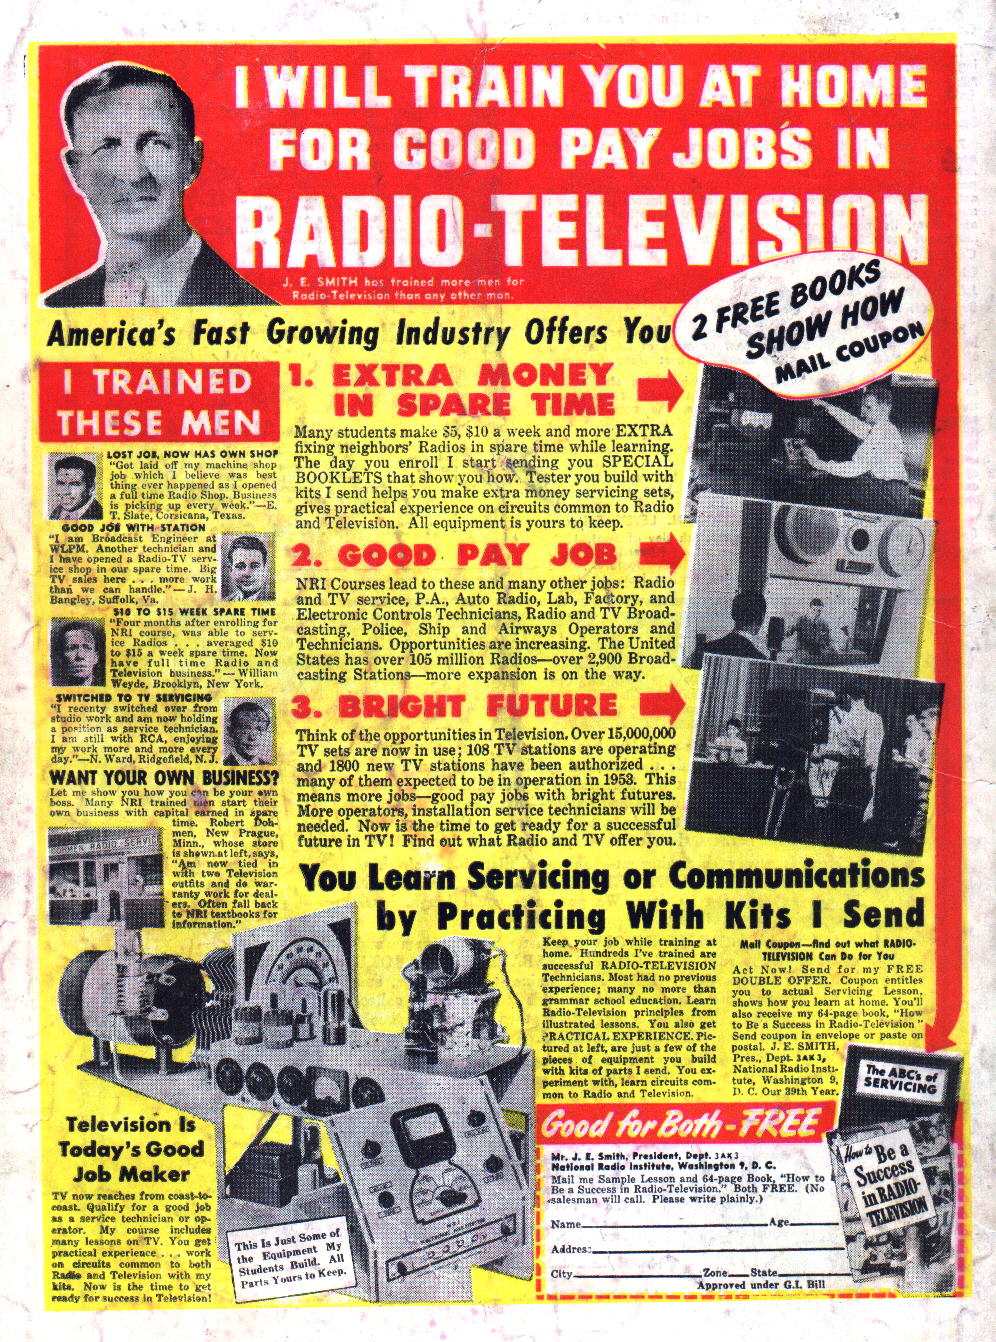 I WILL TRAIN YOU AT HOME
FOR GOOD PAY JOBS IN
RADIO-TELEVISION
J. E. SMITH has trained more men for
Radio-Television than any other man.
America's Fast Growing Industry Offers You
2 FREE BOOKS
SHOW HOW
MAIL COUPON
I TRAINED
THESE MEN
LOST JOB, NOW HAS OWN SHOP
"Got laid off my machine shop
job which I believe was best
thing ever happened as I opened
a full time Radio Shop. Business
is picking up every week."—E.
T. Slate, Corsicana, Texas.
GOOD JOB WITH STATION
"I am Broadcast Engineer at
WLPM. Another technician and
I have opened a Radio-TV serv-
ice shop in our spare time. Big
TV sales here . . . more work
than we can handle."—J. H.
Bangley, Suffolk, Va.
$10 TO $15 WEEK SPARE TIME
"Four months after enrolling for
NRI course, was able to serv-
ice Radios . . . averaged $10
to $15 a week spare time. Now
have full time Radio and
Television business."—William
Weyde, Brooklyn, New York.
SWITCHED TO TV SERVICING
"I recenty switched over from
studio work and am now holding
a position as service technician.
I am still with RCA, enjoying
my work more and more every
day."—N. Ward, Ridgefield, N. J.
WANT YOUR OWN BUSINESS?
Let me show you how you can be your own
boss. Many NRI trained men start their
own business with capital earned in spare
time. Robert Doh-
men, New Prague,
Minn., whose store
is shown at left, says,
"Am now tied in
with two Television
outfits and do war-
ranty work for deal-
ers. Often fall back
to NRI textbooks for
information."
RADIO SERVICE
1. EXTRA MONEY
IN SPARE TIME
Many students make $5, $10 a week and more EXTRA
fixing neighbors' Radios in spare time while learning.
The day you enroll I start sending you SPECIAL
BOOKLETS that show you how. Tester you build with
kits I send helps you make extra money servicing sets,
gives practical experience on circuits common to Radio
and Television. All equipment is yours to keep.
2. GOOD PAY JOB
NRI Courses lead to these and many other jobs: Radio
and TV service, P.A., Auto Radio, Lab, Factory, and
Electronic Controls Technicians, Radio and TV Broad-
casting, Police, Ship and Airways Operators and
Technicians. Opportunities are increasing. The United
States has over 105 million Radios—over 2,900 Broad-
casting Stations—more expansion is on the way.
3. BRIGHT FUTURE
Think of the opportunities in Television. Over 15,000,000
TV sets are now in use; 108 TV stations are operating
and 1800 new TV stations have been authorized . . .
many of them expected to be in operation in 1953. This
means more jobs—good pay jobs with bright futures.
More operators, installation service technicians will be
needed. Now is the time to get ready for a successful
future in TV! Find out what Radio and TV offer you.
You Learn Servicing or Communications
by Practicing With Kits I Send
Keep your job while training at
home. Hundreds I've trained are
successful RADIO-TELEVISION
Technicians. Most had no previous
experience; many no more than
grammar school education. Learn
Radio-Television principles from
illustrated lessons. You also get
PRACTICAL EXPERIENCE. Pic-
tured at left, are just a few of the
pieces of equipment you build
with kits of parts I send. You ex-
periment with, learn circuits com-
mon to Radio and Television.
Mail Coupon—find out what RADIO-
TELEVISION Can Do for You
Act Now! Send for my FREE
DOUBLE OFFER. Coupon entitles
you to actual Servicing Lesson,
shows how you learn at home. You'll
also receive my 64-page book, "How
to Be a Success in Radio-Television"
Send coupon in envelope or paste on
postal. J. E. SMITH,
Pres., Dept. 3AK3,
National Radio Insti-
tute, Washington 9,
D. C. Our 39th Year.
The ABC's of
SERVICING
How to Be a
Success
in RADIO-
TELEVISION
Television Is
Today's Good
Job Maker
TV now reaches from coast-to-
coast. Qualify for a good job
as a service technician or op-
erator. My course includes
many lessons on TV. You get
practical experience . . . work
on circuits common to both
Radio and Television with my
kits. Now is the time to get
ready for success in Television!
This Is Just Some of
the Equipment My
Students Build. All
Parts Yours to Keep.
Good for Both - FREE
Mr. J. E. Smith, President, Dept. 3AK3
National Radio Institute, Washington 9, D. C.
Mail me Sample Lesson and 64-page Book, "How to
Be a Success in Radio-Television." Both FREE. (No
salesman will call. Please write plainly.)
Name Age
Address
City Zone State
Approved under G.I. Bill